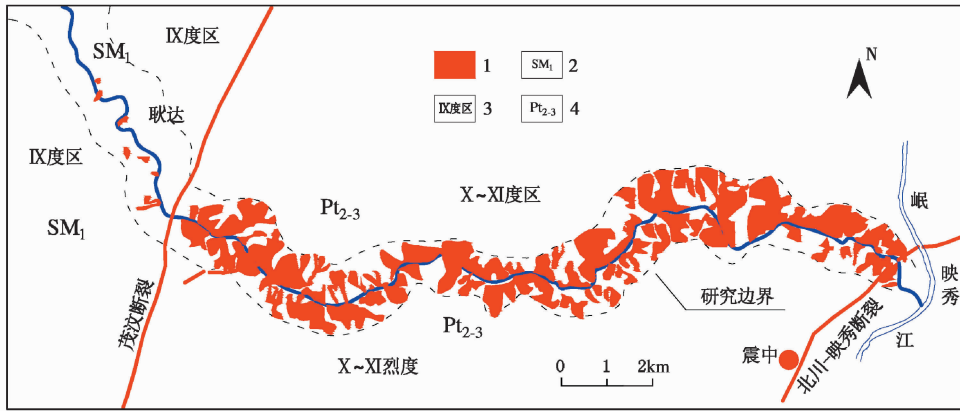 IX度区
SM₁
耿达
IX度区
SM₁
1
SM₁ 2
IX度区 3
Pt₂₋₃ 4
N
Pt₂₋₃
X~XI度区
岷
江
映秀
研究边界
Pt₂₋₃
X~XI烈度
茂汶断裂
震中
北川-映秀断裂
0 1 2km